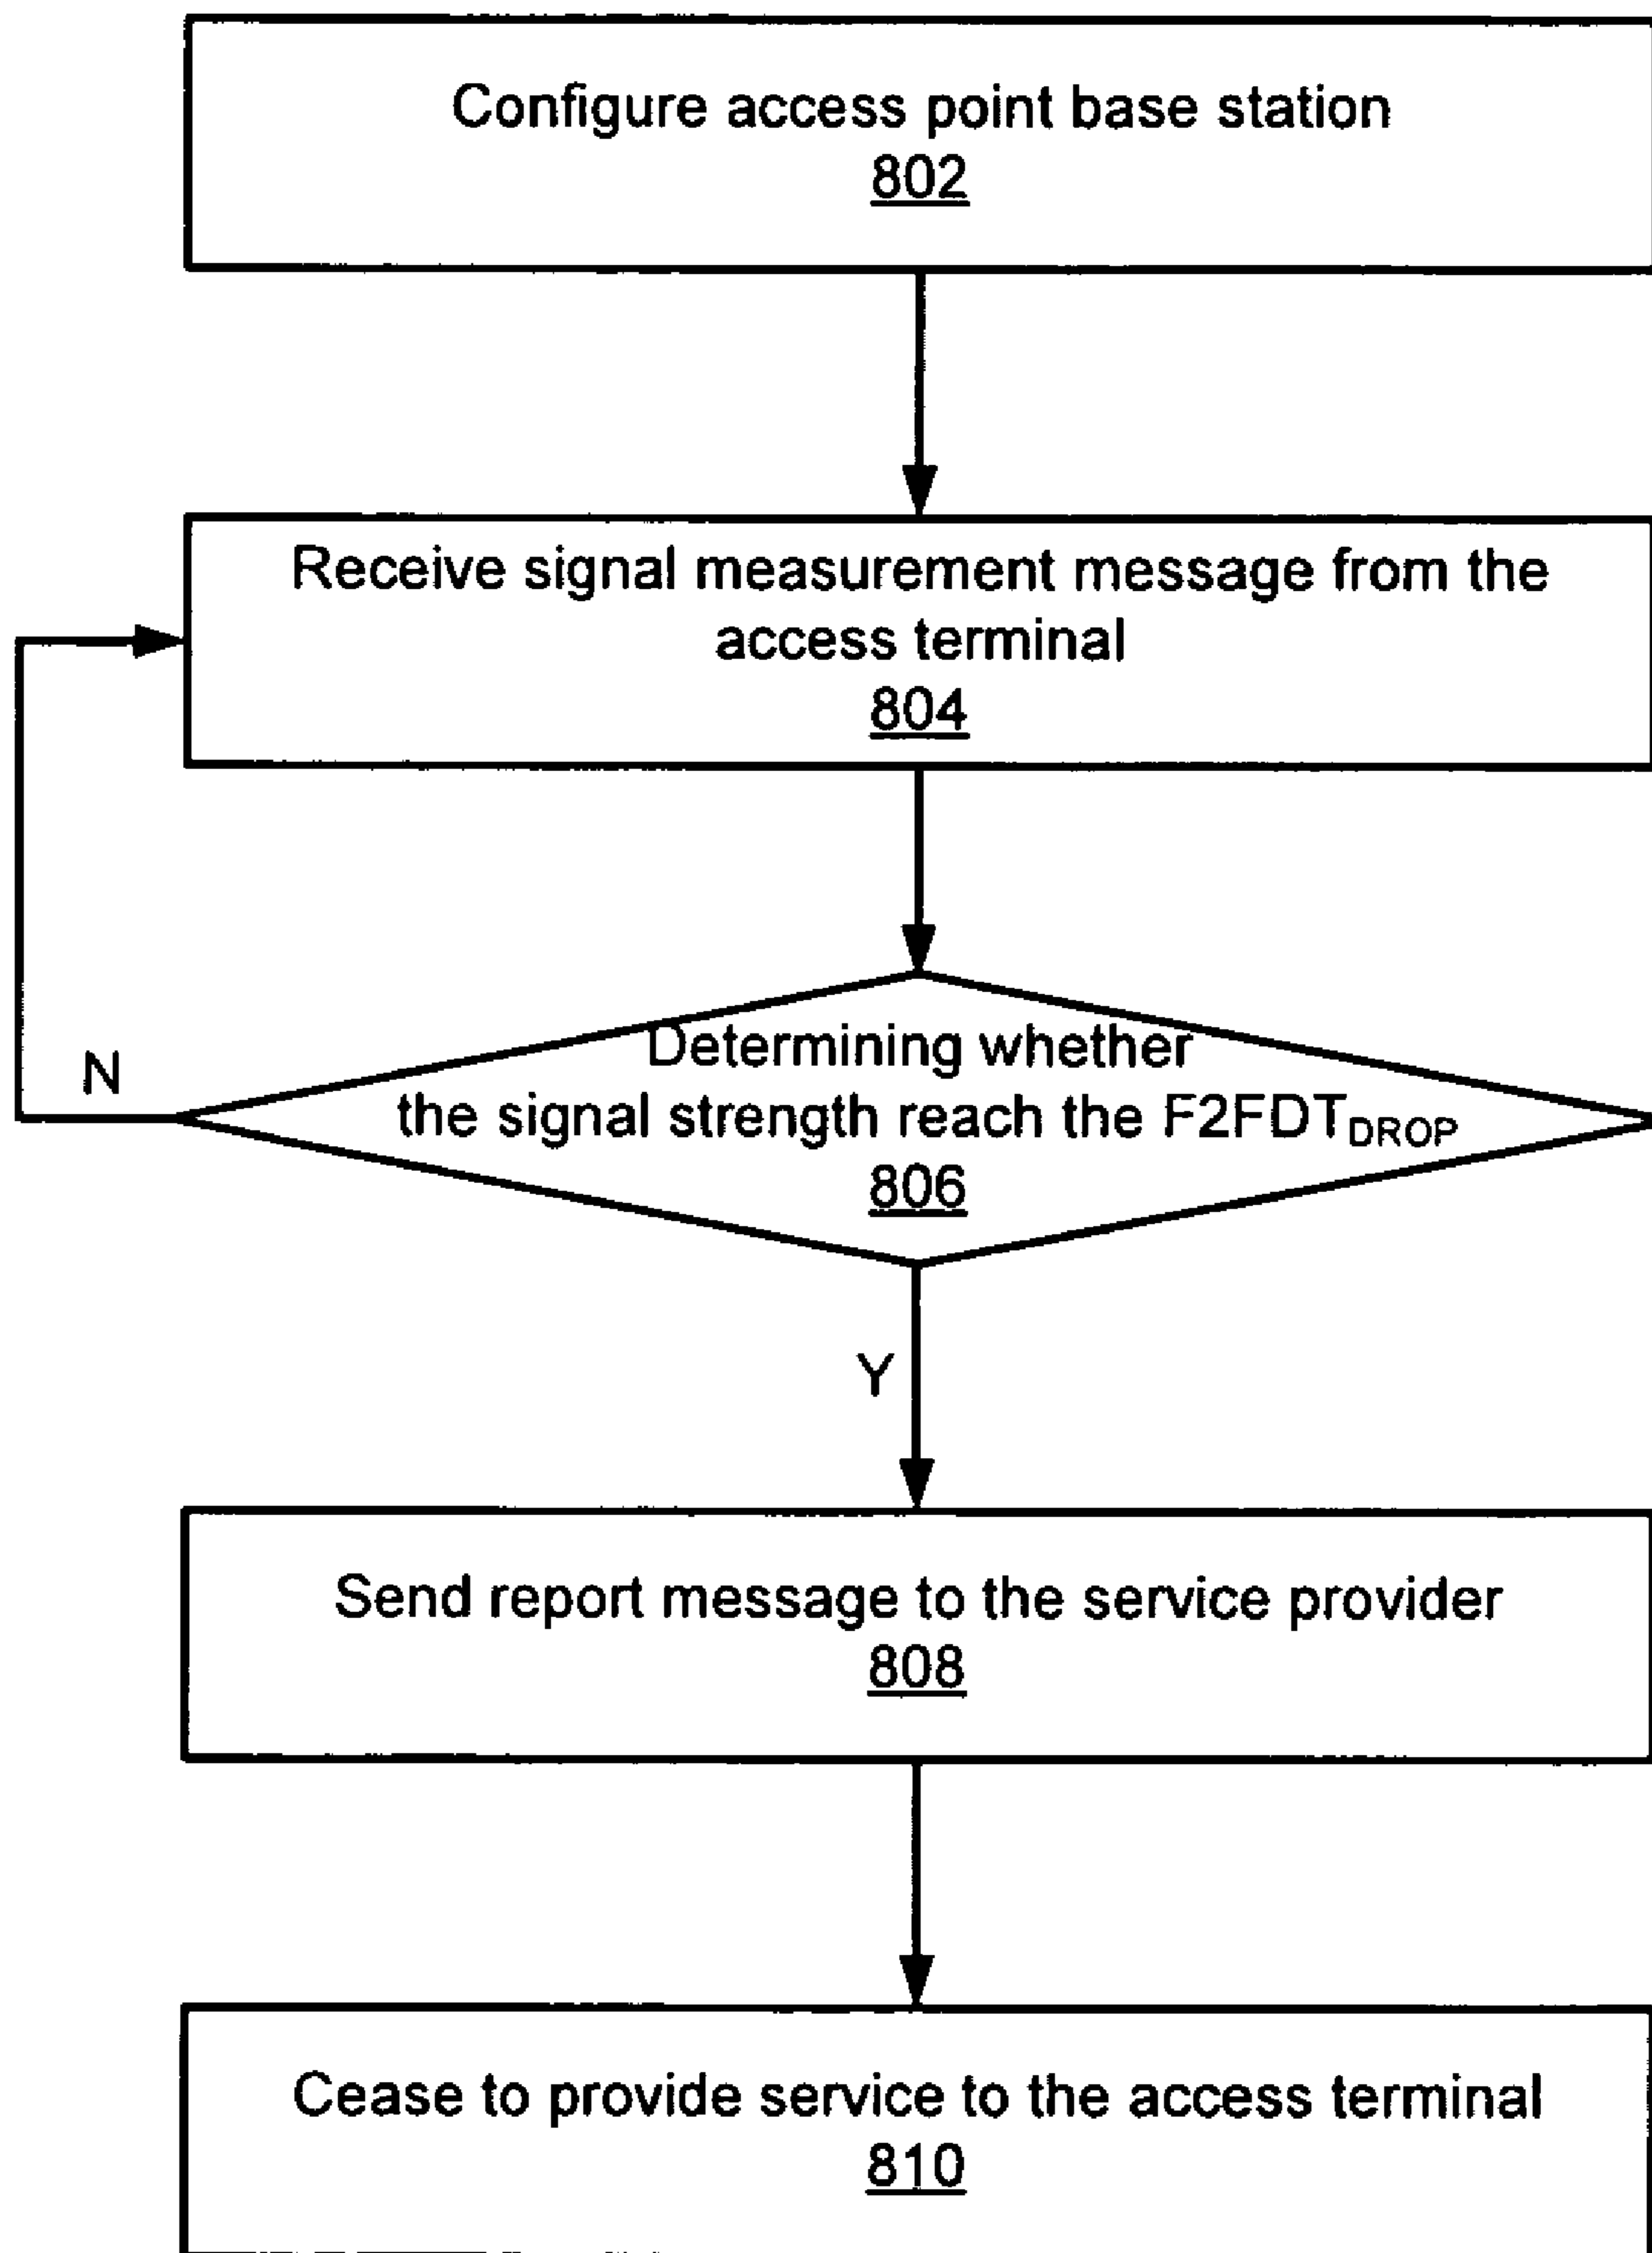 Configure access point base station
802
Receive signal measurement message from the
access terminal
804
Determining whether
N
the signal strength reach the F2FDT_DROP
806
Y
Send report message to the service provider
808
Cease to provide service to the access terminal
810